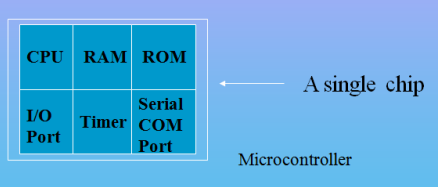 CPU RAM ROM
A single chip
I/O Port
Timer
Serial COM Port
Microcontroller